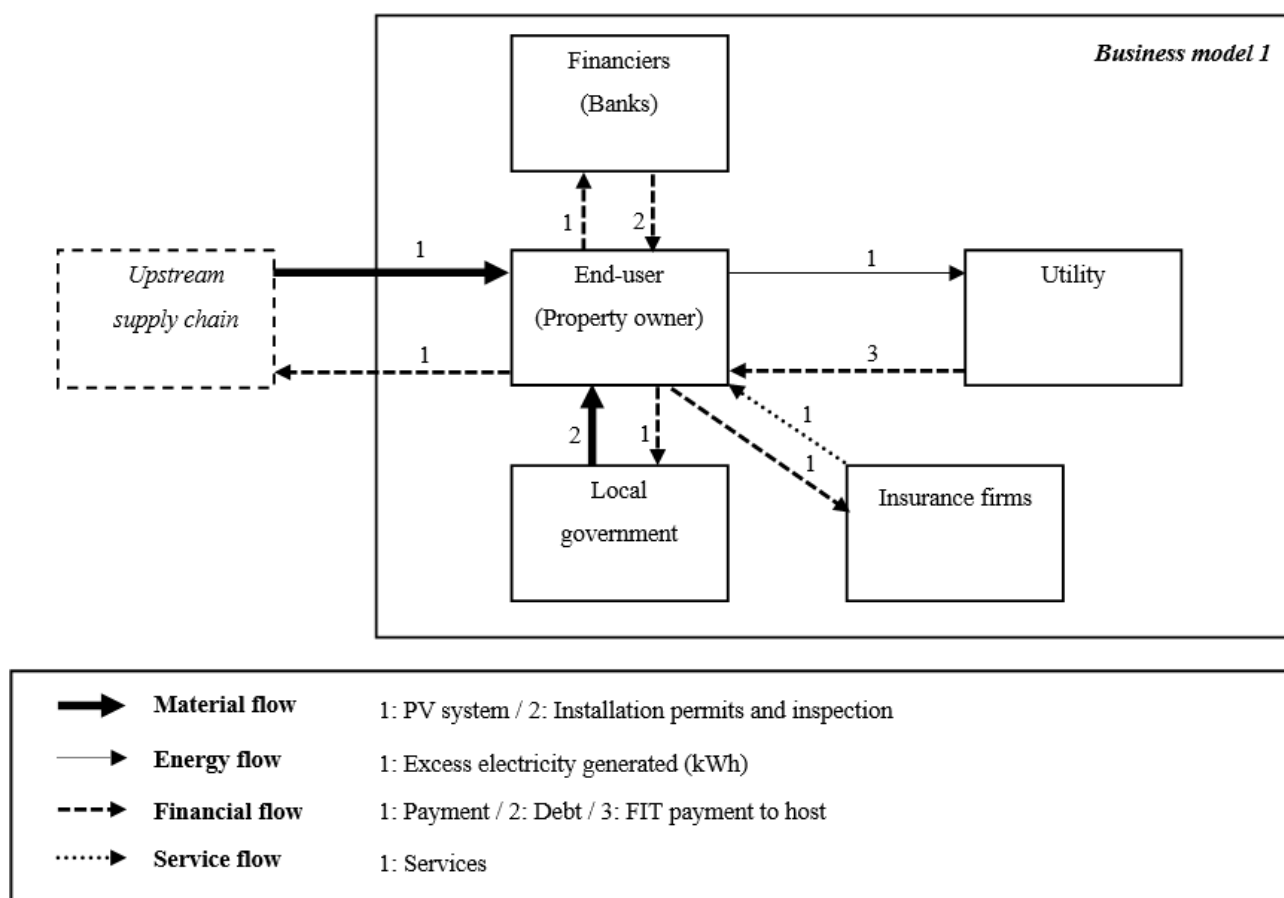 Business model 1
Financiers
(Banks)
1
2
1
1
Upstream
supply chain
End-user
(Property owner)
Utility
1
3
2
1
1
1
Local
government
Insurance firms
Material flow 1: PV system / 2: Installation permits and inspection
Energy flow 1: Excess electricity generated (kWh)
Financial flow 1: Payment / 2: Debt / 3: FIT payment to host
Service flow 1: Services